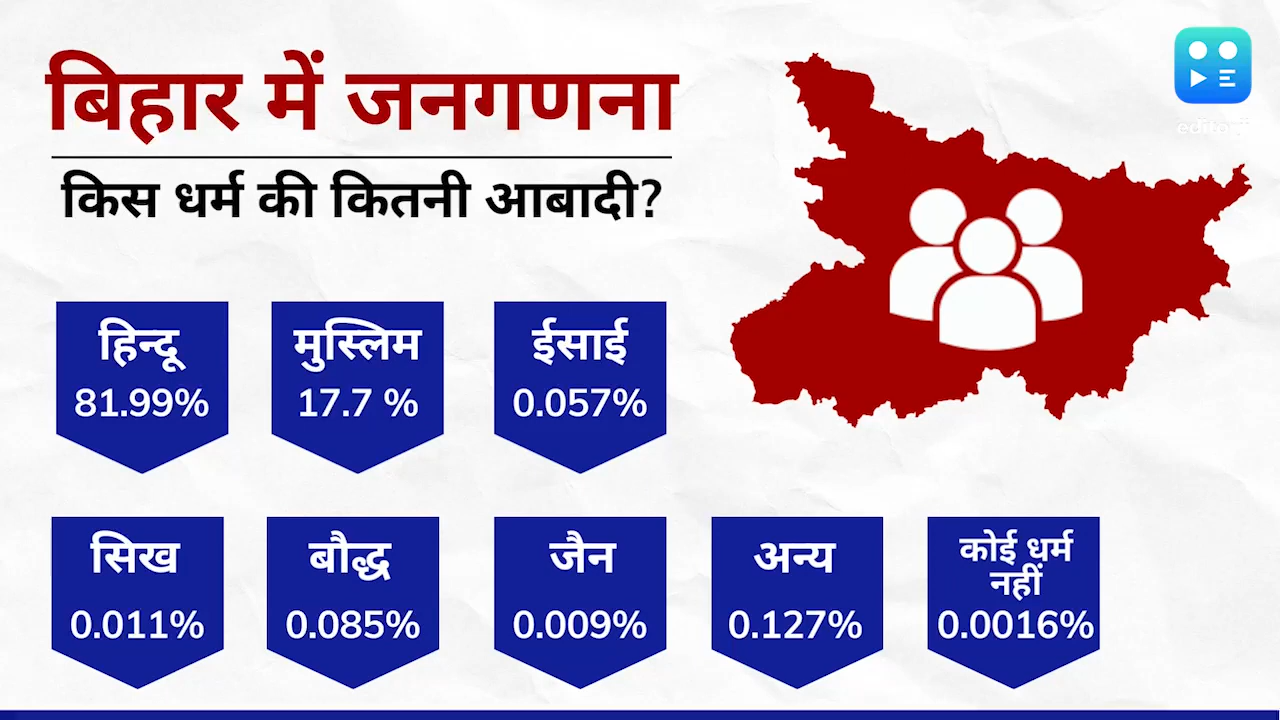 बिहार में जनगणना
किस धर्म की कितनी आबादी?
हिन्दू
81.99%
मुस्लिम
17.7 %
ईसाई
0.057%
सिख
0.011%
बौद्ध
0.085%
जैन
0.009%
अन्य
0.127%
कोई धर्म
नहीं
0.0016%